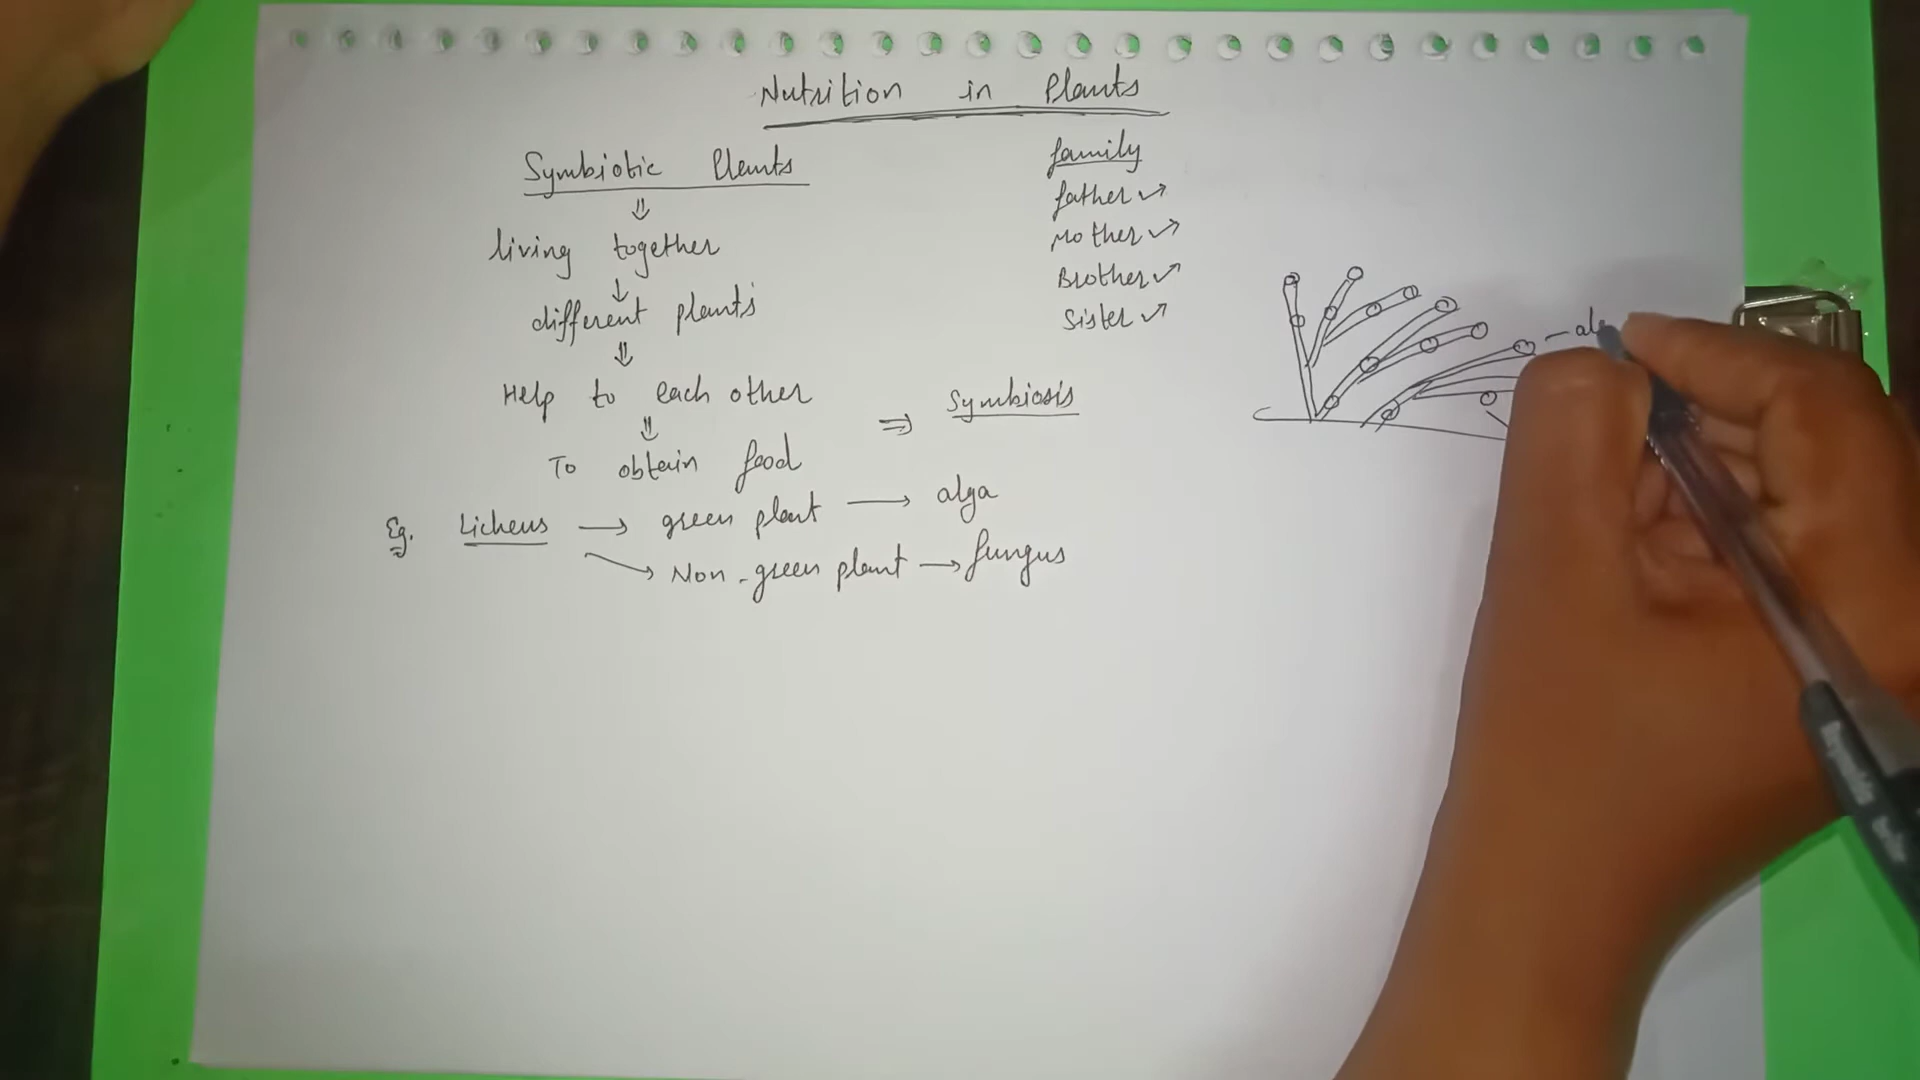 Nutrition in Plants
Symbiotic Plants
⇓
living together
↓
different plants
⇓
Help to each other ⇒ Symbiosis
⇓
To obtain food
Eg. Lichens → green plant → alga
→ Non-green plant → fungus
family
father ✓
Mother ✓
Brother ✓
Sister ✓
Reynolds